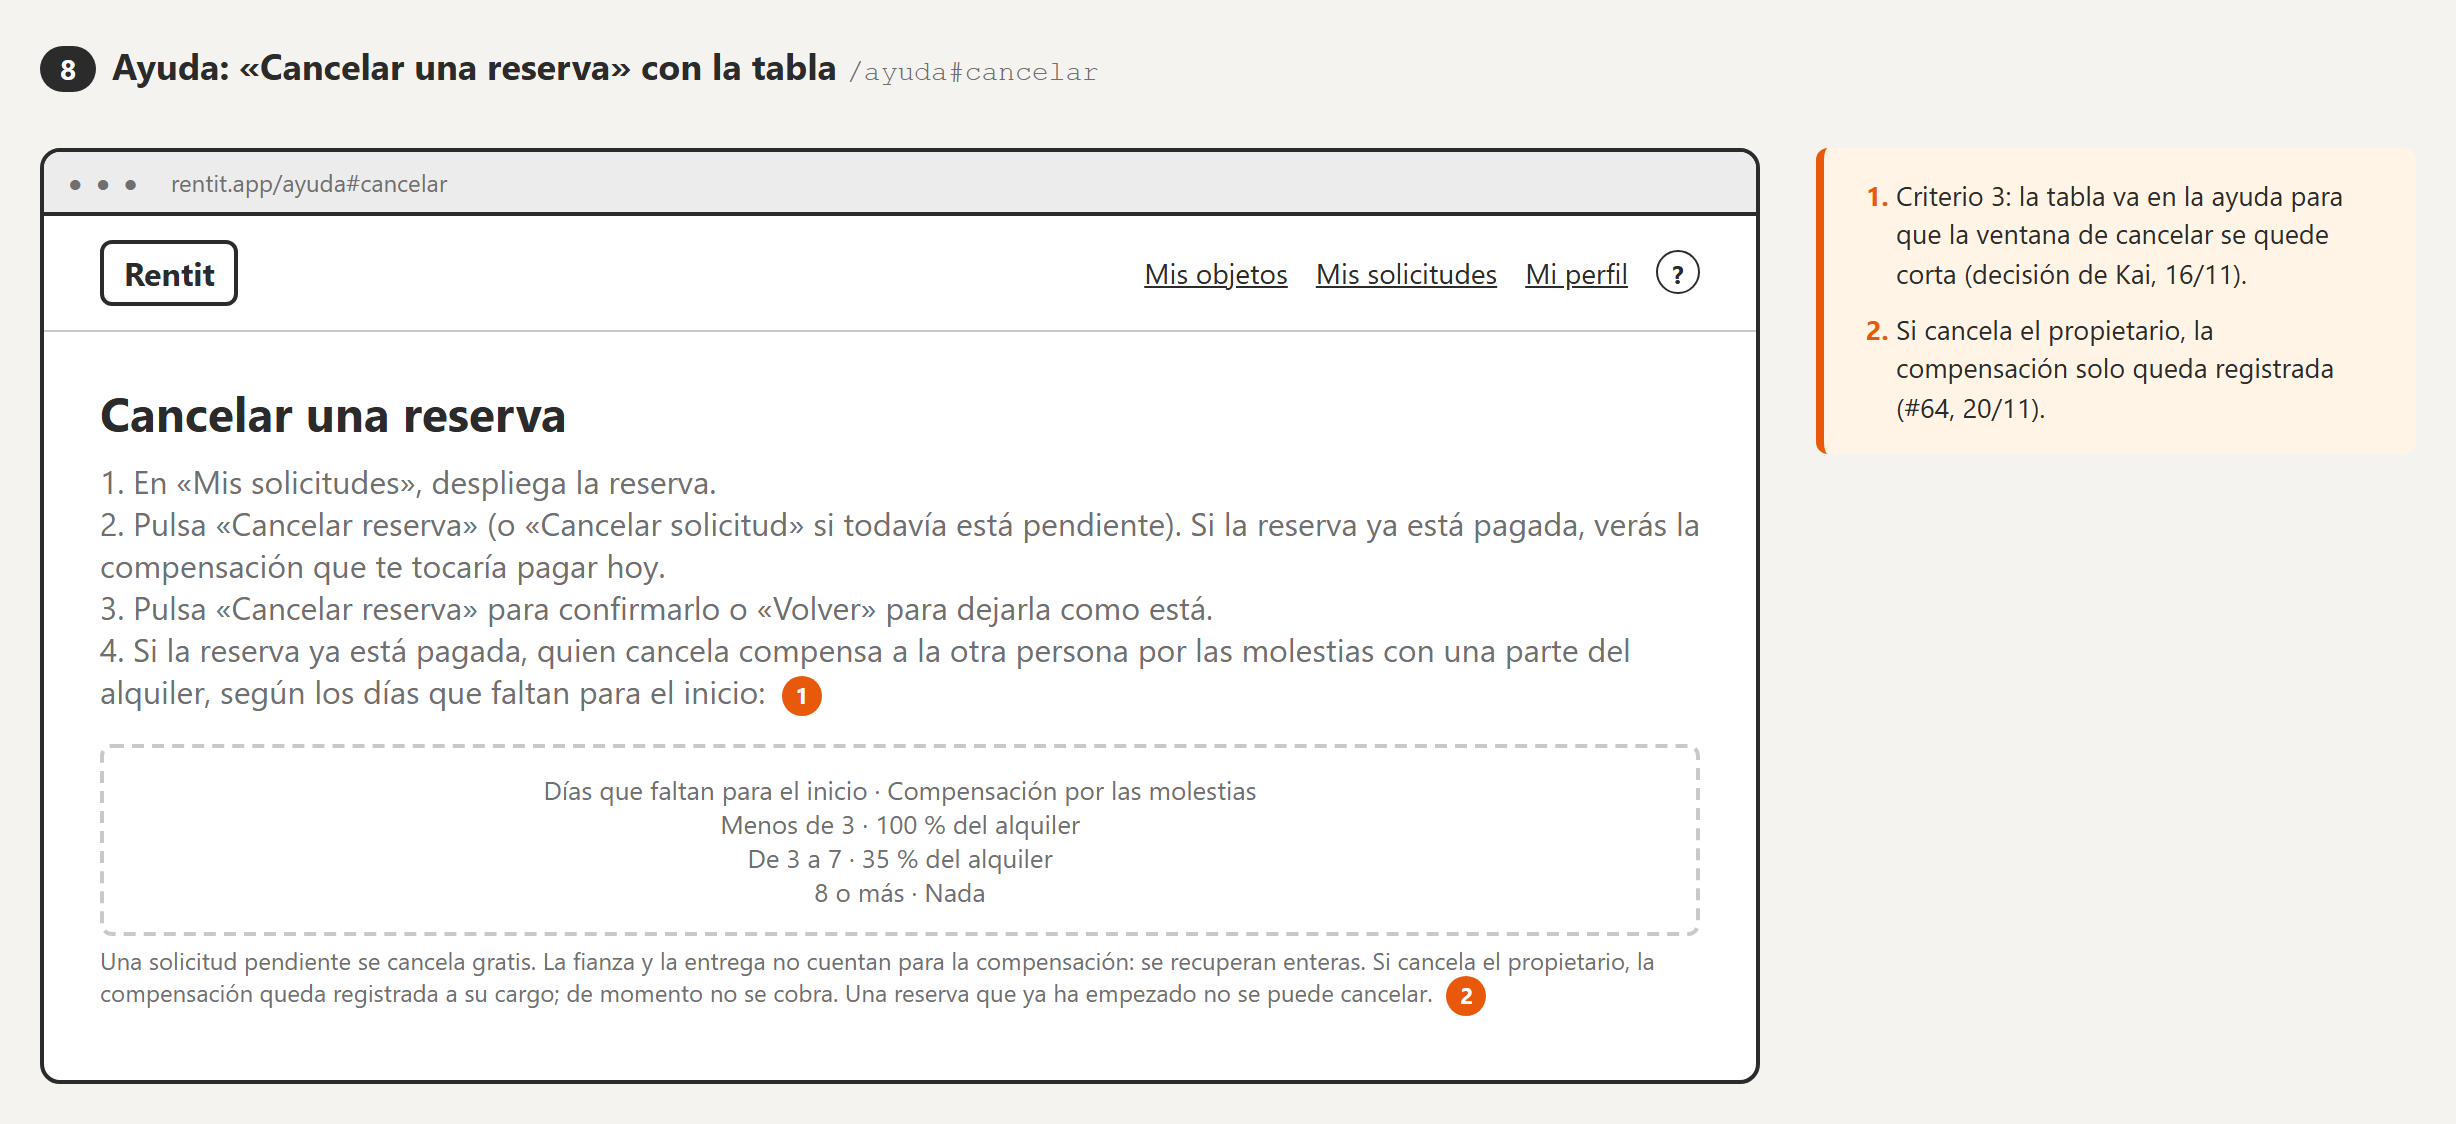 8 Ayuda: «Cancelar una reserva» con la tabla /ayuda#cancelar
rentit.app/ayuda#cancelar
Rentit
Mis objetos Mis solicitudes Mi perfil ?
Cancelar una reserva
1. En «Mis solicitudes», despliega la reserva.
2. Pulsa «Cancelar reserva» (o «Cancelar solicitud» si todavía está pendiente). Si la reserva ya está pagada, verás la
compensación que te tocaría pagar hoy.
3. Pulsa «Cancelar reserva» para confirmarlo o «Volver» para dejarla como está.
4. Si la reserva ya está pagada, quien cancela compensa a la otra persona por las molestias con una parte del
alquiler, según los días que faltan para el inicio: 1
Días que faltan para el inicio · Compensación por las molestias
Menos de 3 · 100 % del alquiler
De 3 a 7 · 35 % del alquiler
8 o más · Nada
Una solicitud pendiente se cancela gratis. La fianza y la entrega no cuentan para la compensación: se recuperan enteras. Si cancela el propietario, la
compensación queda registrada a su cargo; de momento no se cobra. Una reserva que ya ha empezado no se puede cancelar. 2
1. Criterio 3: la tabla va en la ayuda para
que la ventana de cancelar se quede
corta (decisión de Kai, 16/11).
2. Si cancela el propietario, la
compensación solo queda registrada
(#64, 20/11).